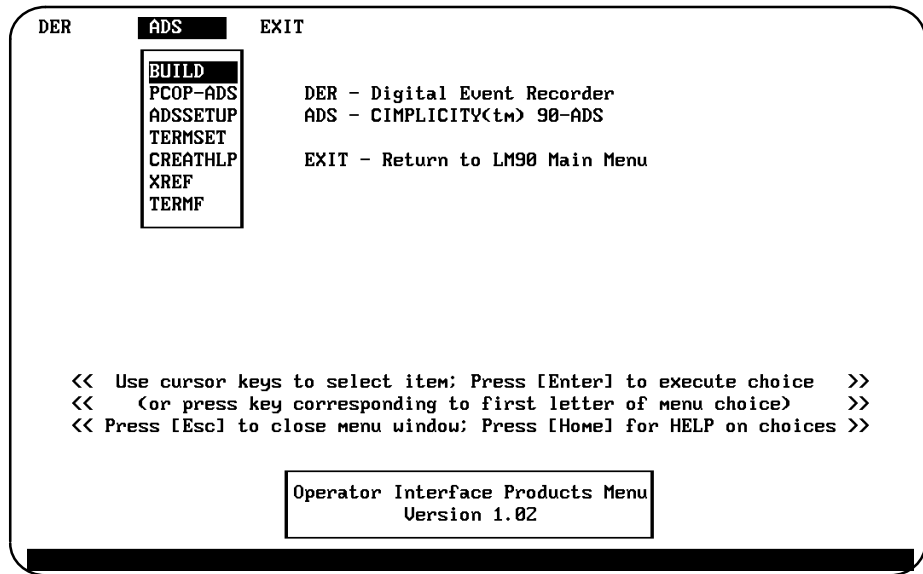 DER ADS EXIT
BUILD
PCOP-ADS DER - Digital Event Recorder
ADSSETUP ADS - CIMPLICITY(tm) 90-ADS
TERMSET
CREATHLP EXIT - Return to LM90 Main Menu
XREF
TERMF
<< Use cursor keys to select item; Press [Enter] to execute choice >>
<< (or press key corresponding to first letter of menu choice) >>
<< Press [Esc] to close menu window; Press [Home] for HELP on choices >>
Operator Interface Products Menu
Version 1.02